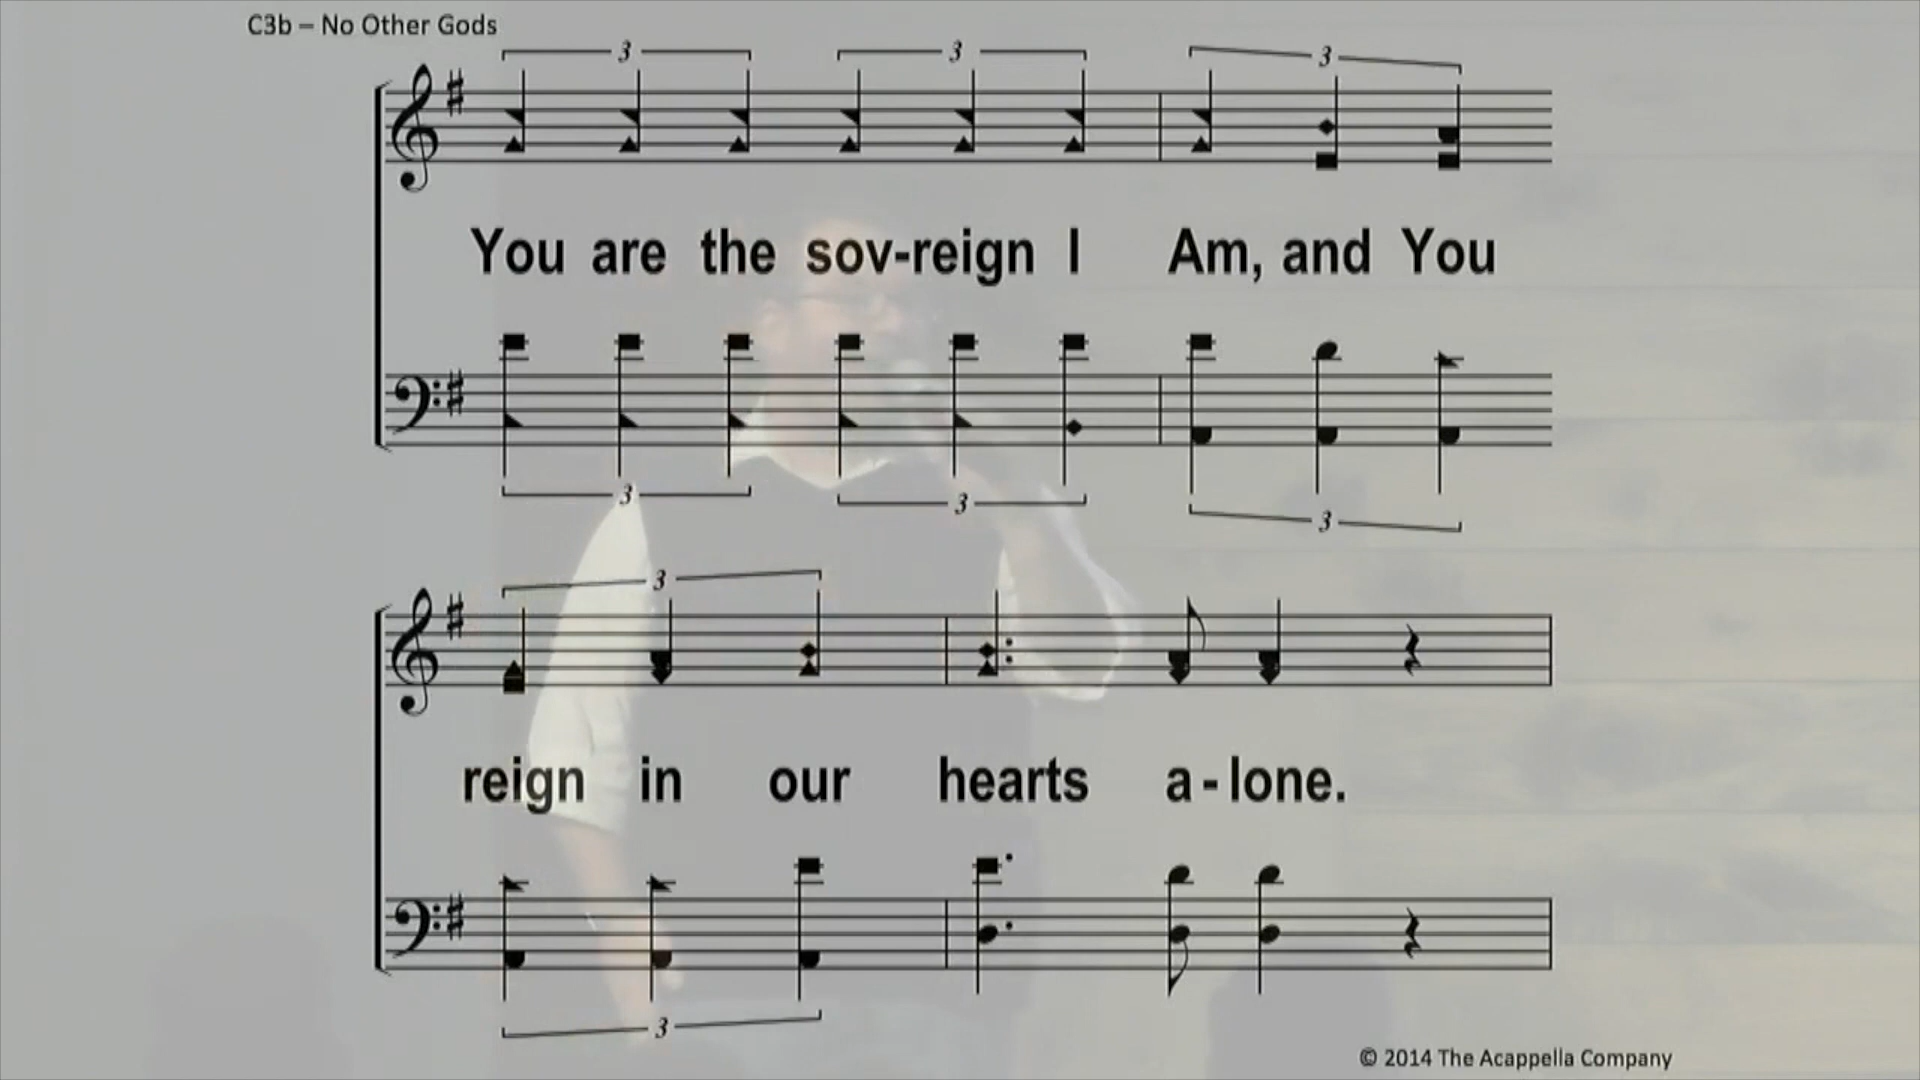 C3b – No Other Gods
3 3 3
You are the sov-reign I Am, and You
3 3 3
3
reign in our hearts a-lone.
3
© 2014 The Acappella Company